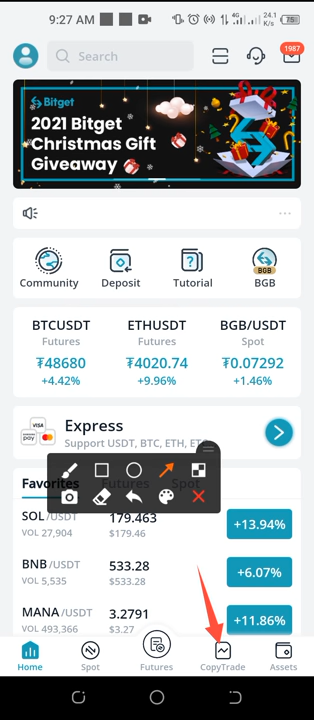 9:27 AM
4G
24.1
K/s
75
Search
1987
Bitget
2021 Bitget
Christmas Gift
Giveaway
Community
Deposit
Tutorial
BGB
BGB
BTCUSDT
ETHUSDT
BGB/USDT
Futures
Futures
Spot
₮48680
₮4020.74
₮0.07292
+4.42%
+9.96%
+1.46%
VISA
Pay
Express
Support USDT, BTC, ETH, ETC
Favorites
Futures
Spot
SOL/USDT
179.463
+13.94%
VOL 27,904
$179.46
BNB/USDT
533.28
+6.07%
VOL 5,535
$533.28
MANA/USDT
3.2791
+11.86%
VOL 493,366
$3.27
Home
Spot
Futures
CopyTrade
Assets